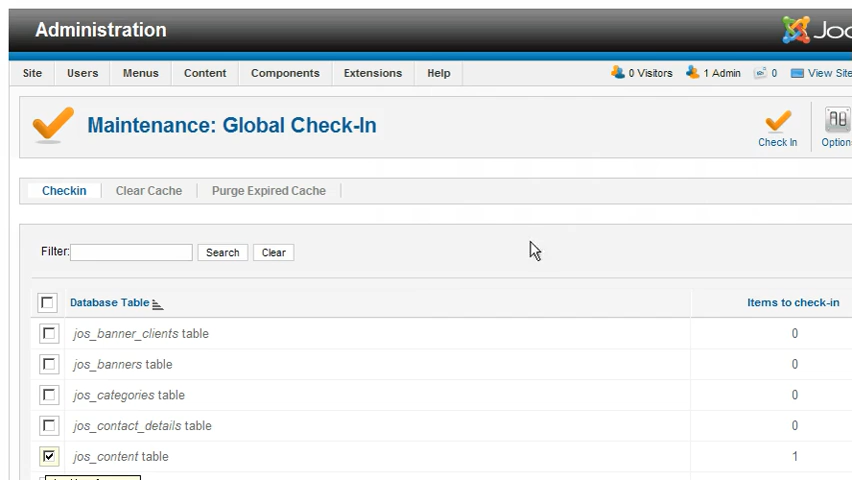 Administration
Site Users Menus Content Components Extensions Help 0 Visitors 1 Admin 0 View Site
Maintenance: Global Check-In
Check In
Checkin Clear Cache Purge Expired Cache
Filter: Search Clear
Database Table Items to check-in
jos_banner_clients table 0
jos_banners table 0
jos_categories table 0
jos_contact_details table 0
jos_content table 1